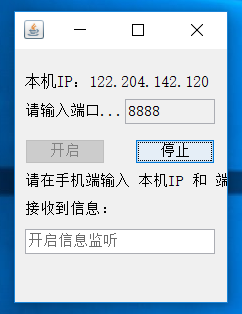 本机IP：122.204.142.120
请输入端口... 8888
开启 停止
请在手机端输入 本机IP 和 端
接收到信息：
开启信息监听